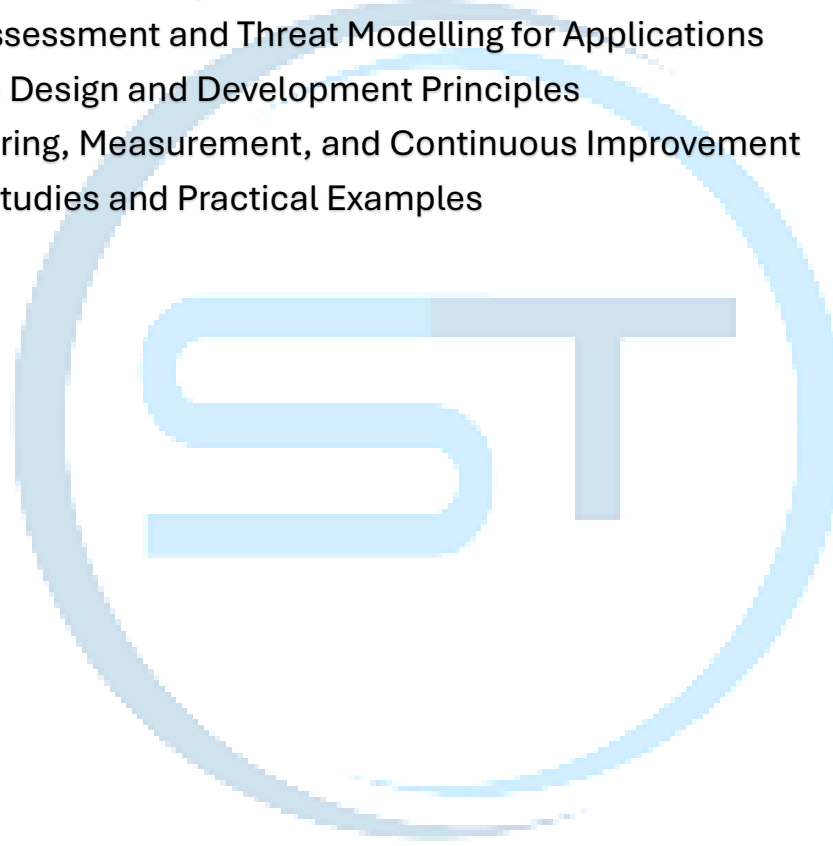 ssessment and Threat Modelling for Applications
Design and Development Principles
ring, Measurement, and Continuous Improvement
tudies and Practical Examples
ST